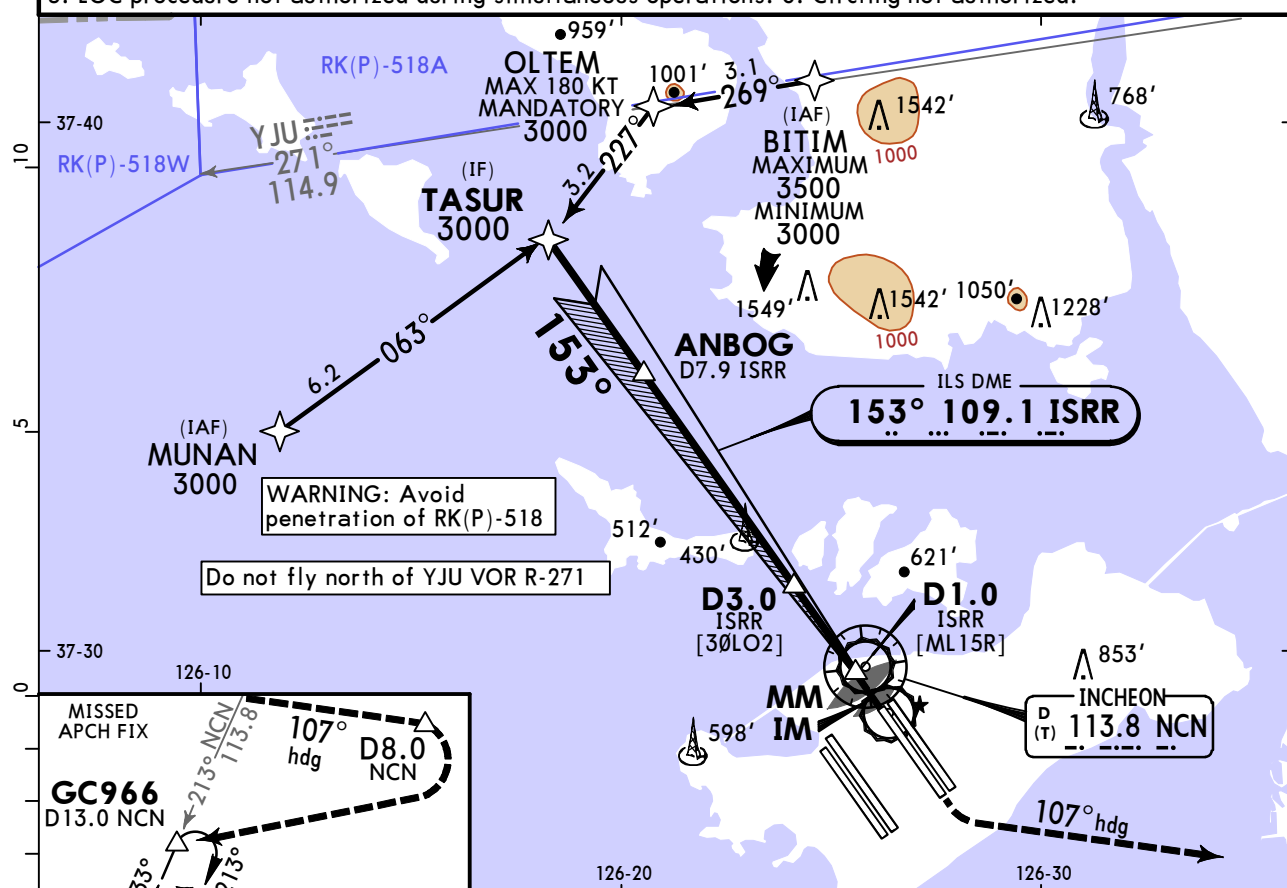 959'
RK(P)-518A
OLTEM
MAX 180 KT
MANDATORY
3000
1001'
3.1
269°
(IAF)
BITIM
MAXIMUM
3500
MINIMUM
3000
1542'
1000
768'
37-40
10
YJU
271°
114.9
RK(P)-518W
227°
3.2
(IF)
TASUR
3000
1549'
1542'
1000
1050'
1228'
063°
6.2
153°
ANBOG
D7.9 ISRR
ILS DME
153° 109.1 ISRR
5
(IAF)
MUNAN
3000
WARNING: Avoid
penetration of RK(P)-518
Do not fly north of YJU VOR R-271
512'
430'
621'
D3.0
ISRR
[30LO2]
D1.0
ISRR
[ML15R]
853'
37-30
126-10
0
MM
IM
INCHEON
D
(T)
113.8 NCN
598'
MISSED
APCH FIX
213° NCN
113.8
107°
hdg
D8.0
NCN
GC966
D13.0 NCN
33°
213°
107° hdg
126-20
126-30